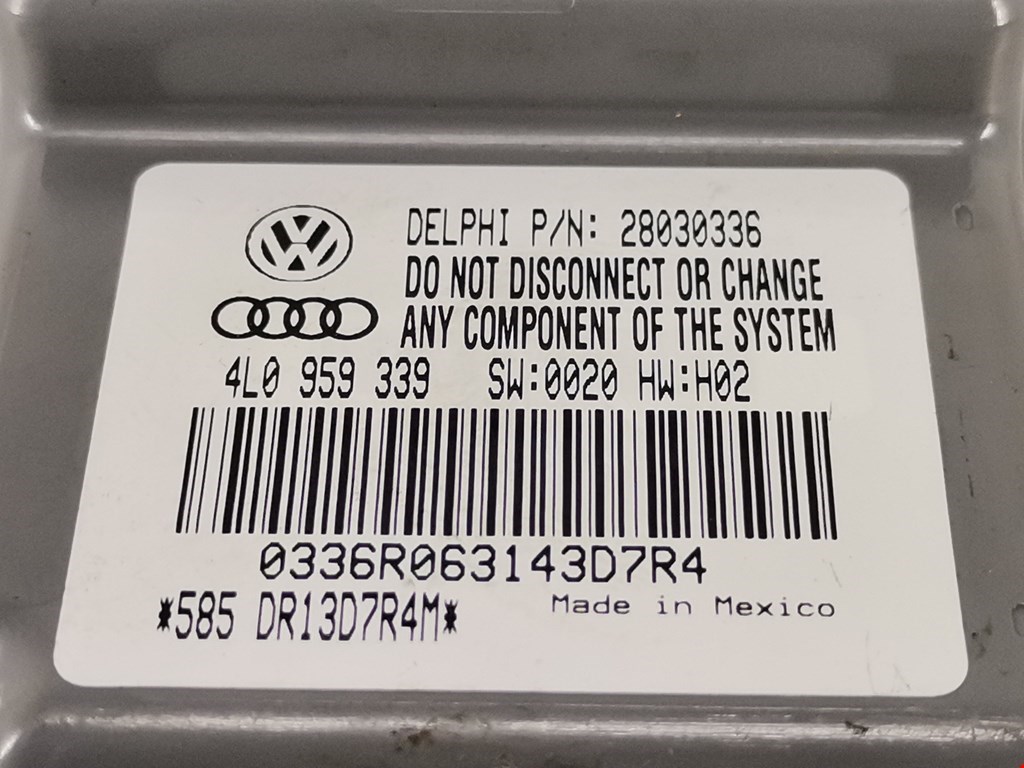 DELPHI P/N: 28030336
DO NOT DISCONNECT OR CHANGE
ANY COMPONENT OF THE SYSTEM
4L0 959 339 SW:0020 HW:H02
0336R063143D7R4
Made in Mexico
*585 DR13D7R4M*